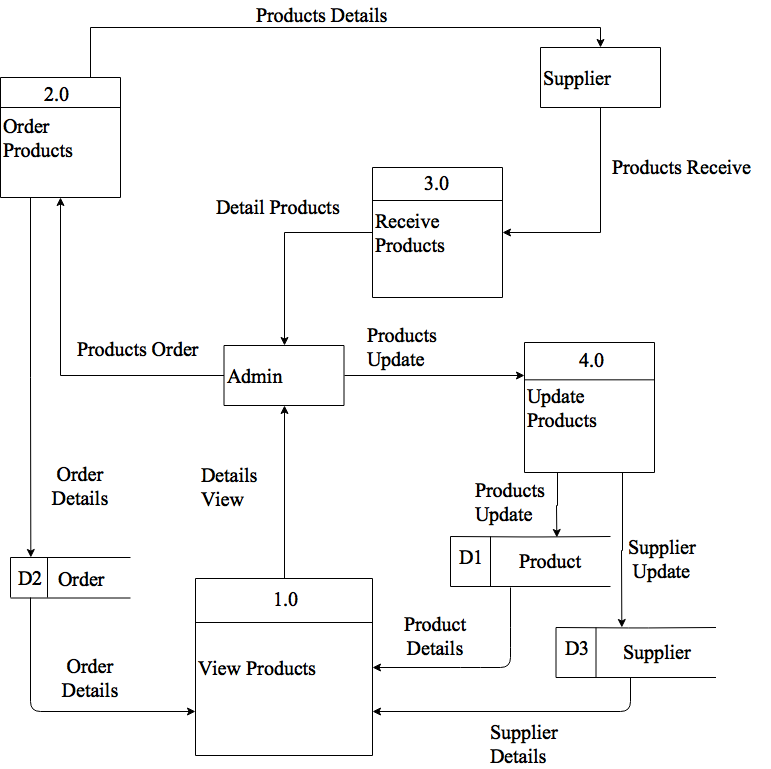 Products Details
Supplier
2.0
Order
Products
Products Receive
3.0
Receive
Products
Detail Products
Products
Update
Products Order
Admin
4.0
Update
Products
Order
Details
Details
View
Products
Update
D1 Product
Supplier
Update
D2 Order
1.0
View Products
Product
Details
D3 Supplier
Order
Details
Supplier
Details